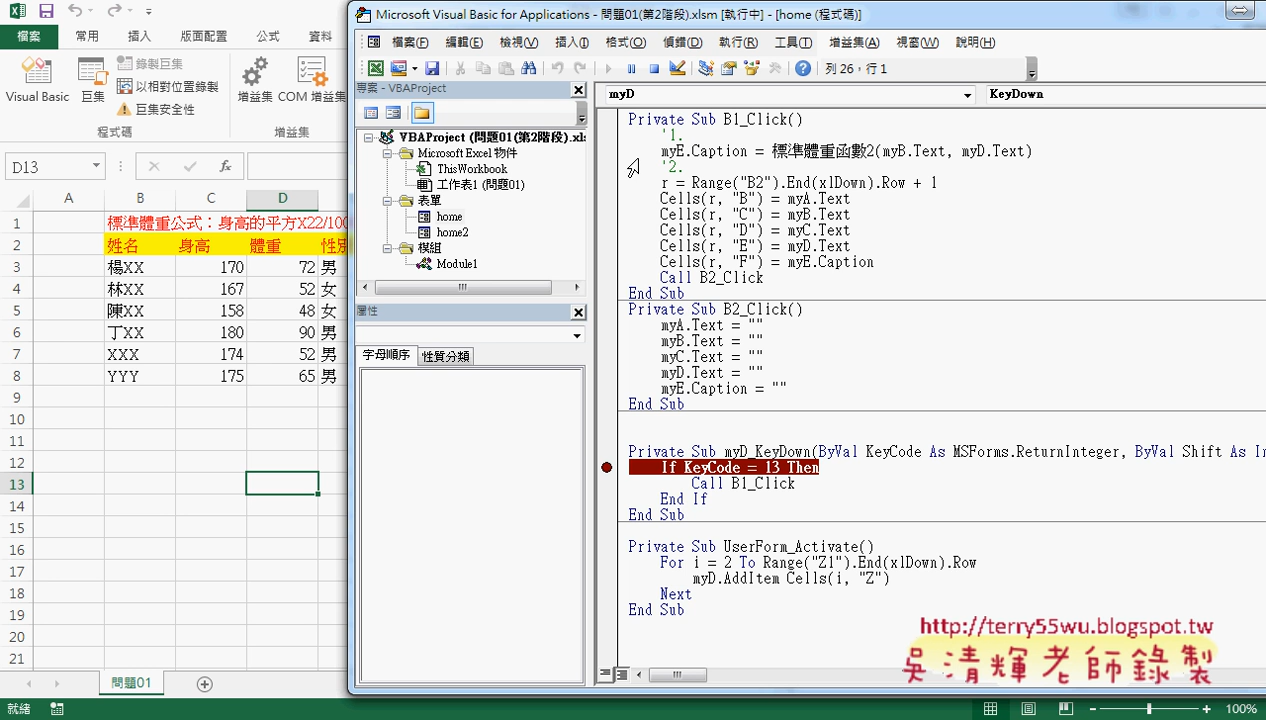 Microsoft Visual Basic for Applications - 問題01(第2階段).xlsm [執行中] - [home (程式碼)]
檔案 常用 插入 版面配置 公式 資料
檔案(F) 編輯(E) 檢視(V) 插入(I) 格式(O) 偵錯(D) 執行(R) 工具(T) 增益集(A) 視窗(W) 說明(H)
列 26，行 1
Visual Basic 巨集 錄製巨集 以相對位置錄製 巨集安全性 增益集 COM 增益集
程式碼 增益集
專案 - VBAProject
myD KeyDown
VBAProject (問題01(第2階段).xls
Microsoft Excel 物件
ThisWorkbook
工作表1 (問題01)
表單
home
home2
模組
Module1
屬性
字母順序 性質分類
D13
A B C D
1 標準體重公式：身高的平方X22/100
2 姓名 身高 體重 性別
3 楊XX 170 72 男
4 林XX 167 52 女
5 陳XX 158 48 女
6 丁XX 180 90 男
7 XXX 174 52 男
8 YYY 175 65 男
9
10
11
12
13
14
15
16
17
18
19
20
21
問題01
就緒
100%
Private Sub B1_Click()
'1.
myE.Caption = 標準體重函數2(myB.Text, myD.Text)
'2.
r = Range("B2").End(xlDown).Row + 1
Cells(r, "B") = myA.Text
Cells(r, "C") = myB.Text
Cells(r, "D") = myC.Text
Cells(r, "E") = myD.Text
Cells(r, "F") = myE.Caption
Call B2_Click
End Sub
Private Sub B2_Click()
myA.Text = ""
myB.Text = ""
myC.Text = ""
myD.Text = ""
myE.Caption = ""
End Sub
Private Sub myD_KeyDown(ByVal KeyCode As MSForms.ReturnInteger, ByVal Shift As In
If KeyCode = 13 Then
Call B1_Click
End If
End Sub
Private Sub UserForm_Activate()
For i = 2 To Range("Z1").End(xlDown).Row
myD.AddItem Cells(i, "Z")
Next
End Sub
http://terry55wu.blogspot.tw
吳清輝老師錄製